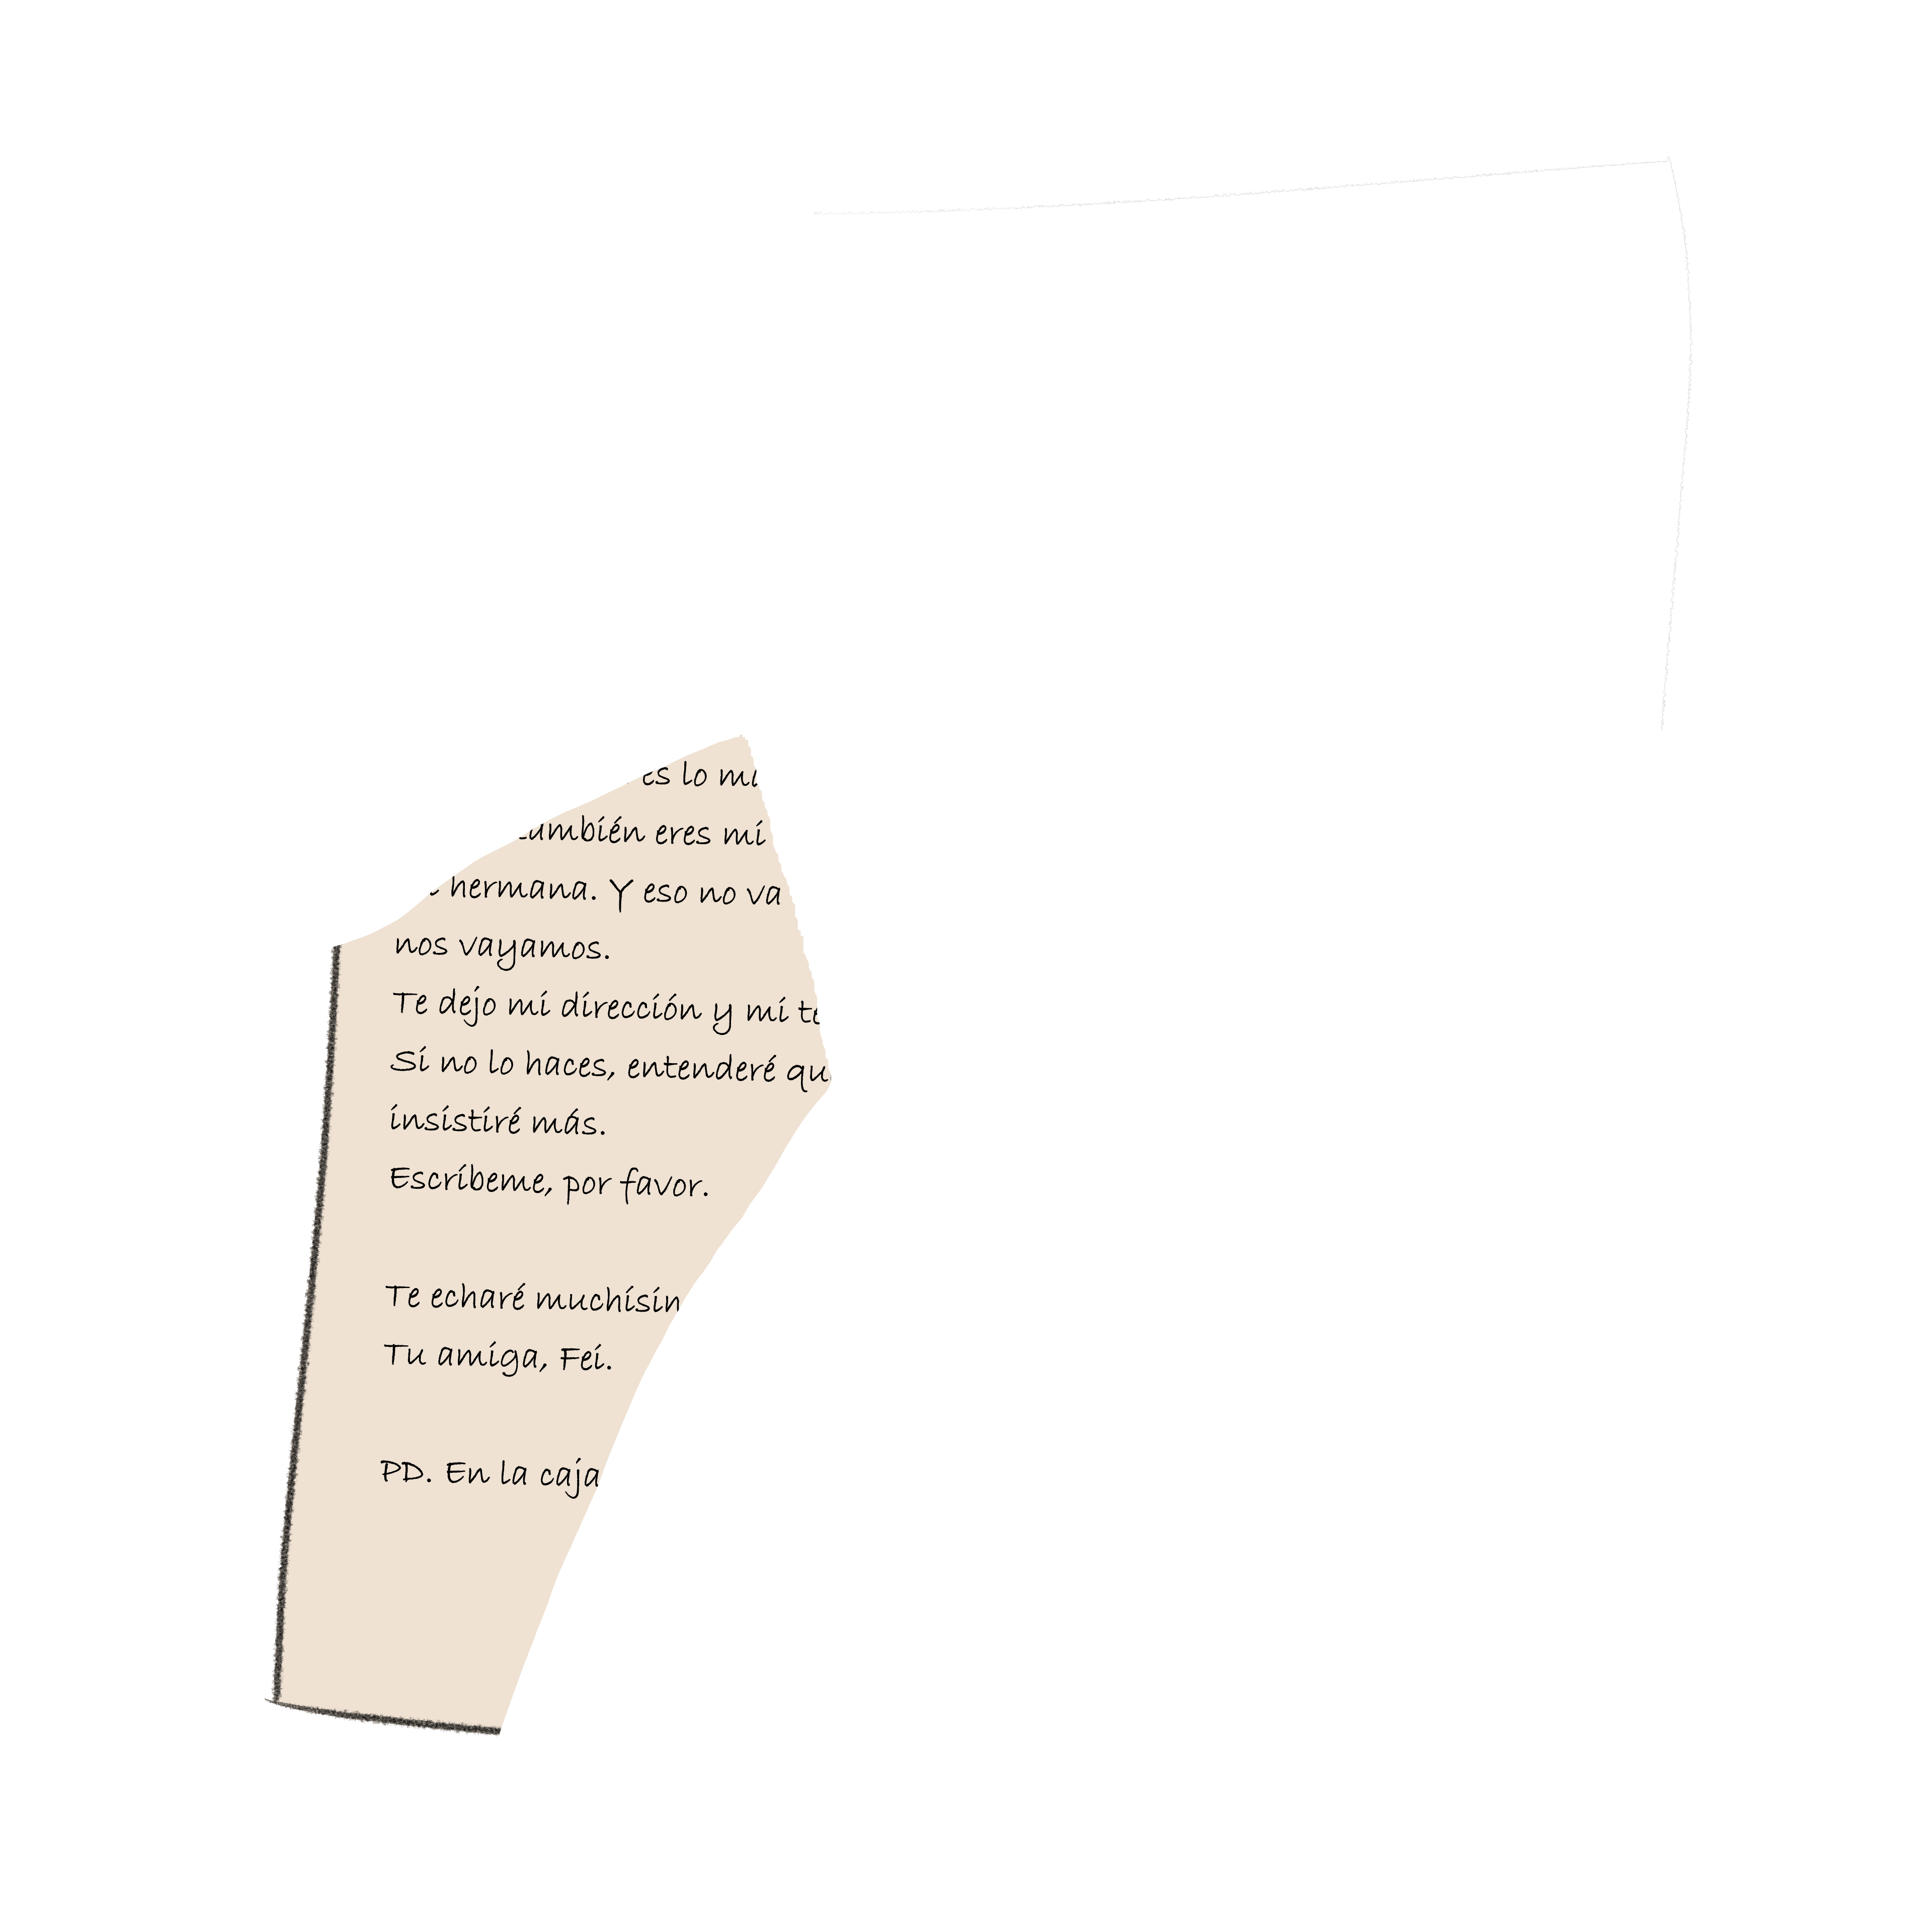 es lo
también eres mi
hermana. Y eso no va
nos vayamos.
Te dejo mi dirección y mi
Si no lo haces, entenderé
insistiré más.
Escríbeme, por favor.
Te echaré
Tu amiga, Fei.
PD. En la caja